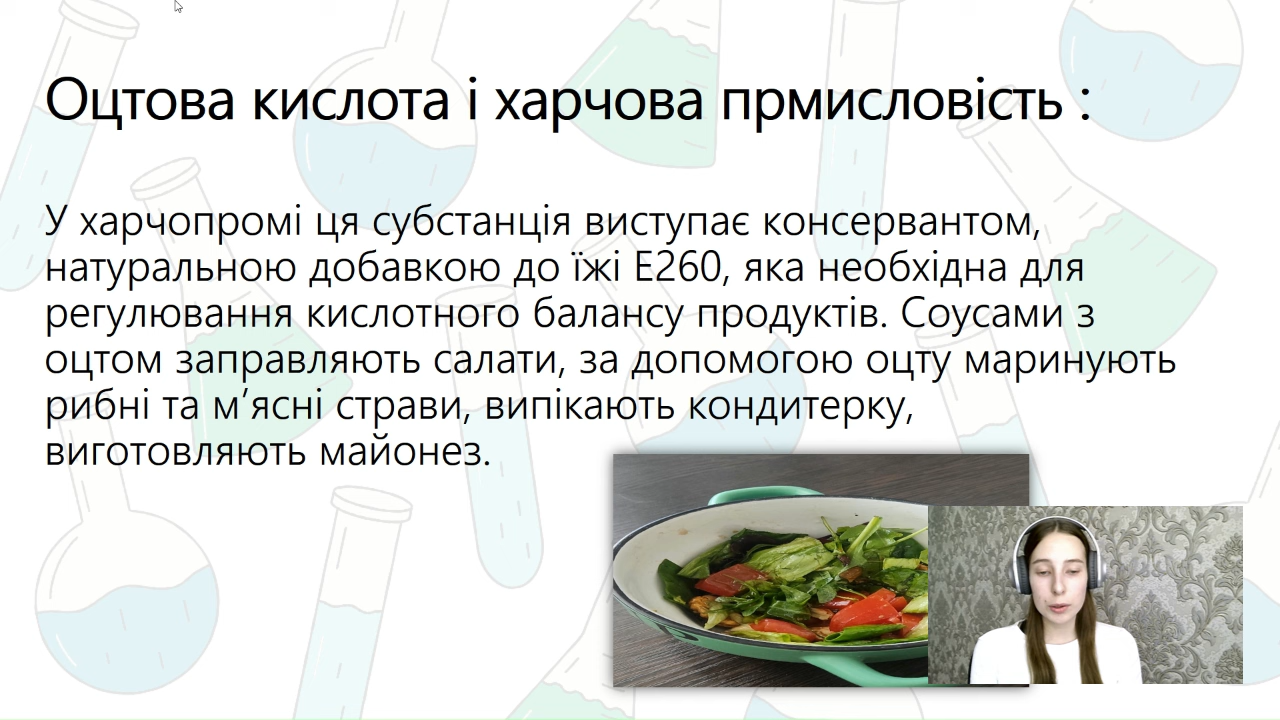 Оцтова кислота і харчова прмисловість :
У харчопромі ця субстанція виступає консервантом,
натуральною добавкою до їжі Е260, яка необхідна для
регулювання кислотного балансу продуктів. Соусами з
оцтом заправляють салати, за допомогою оцту маринують
рибні та м’ясні страви, випікають кондитерку,
виготовляють майонез.